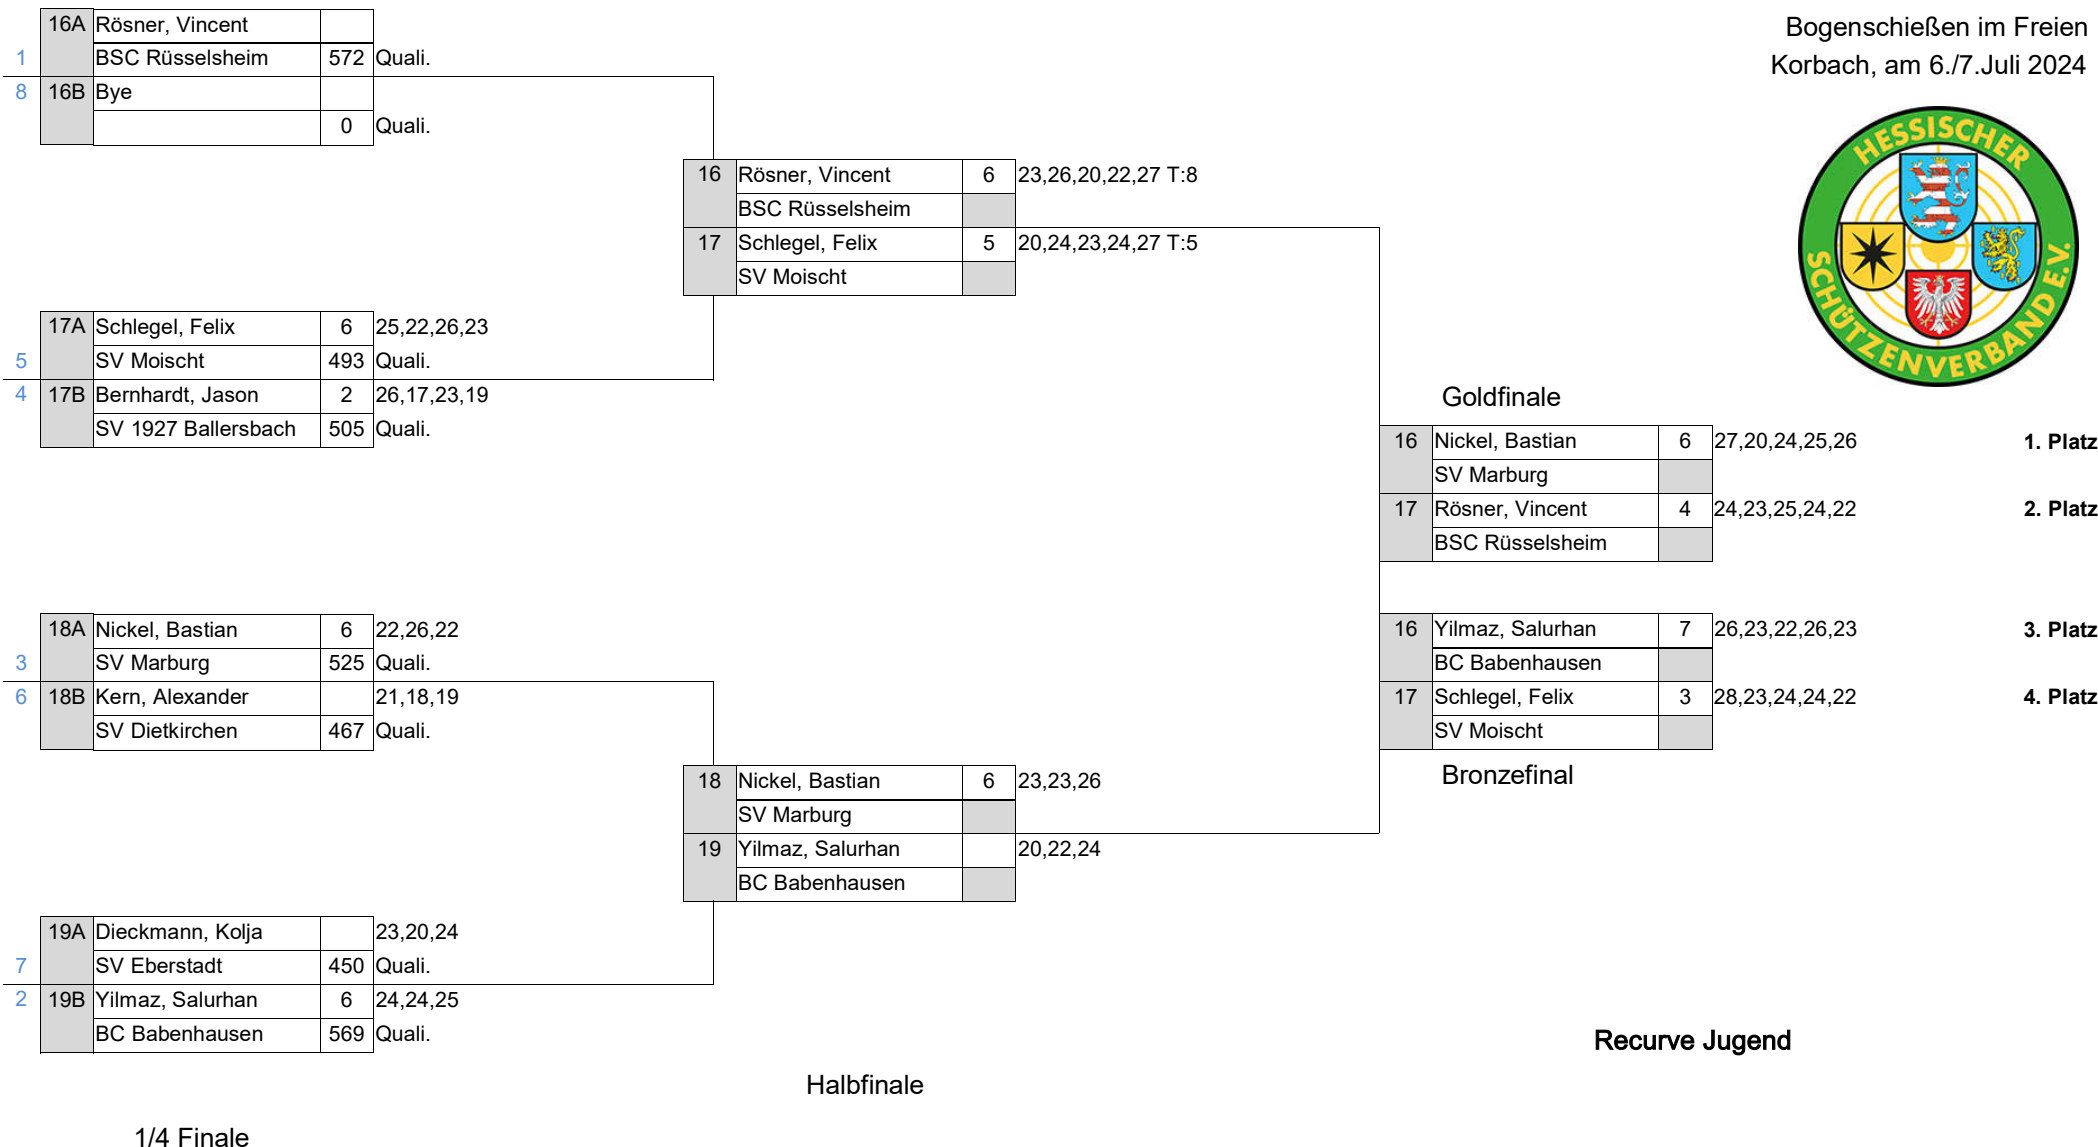 Bogenschießen im Freien
Korbach, am 6./7.Juli 2024
HESSISCHER
SCHÜTZENVERBAND E.V.
16A Rösner, Vincent
1 BSC Rüsselsheim 572 Quali.
8 16B Bye
0 Quali.
16 Rösner, Vincent 6 23,26,20,22,27 T:8
BSC Rüsselsheim
17 Schlegel, Felix 5 20,24,23,24,27 T:5
SV Moischt
17A Schlegel, Felix 6 25,22,26,23
5 SV Moischt 493 Quali.
4 17B Bernhardt, Jason 2 26,17,23,19
SV 1927 Ballersbach 505 Quali.
Goldfinale
16 Nickel, Bastian 6 27,20,24,25,26 1. Platz
SV Marburg
17 Rösner, Vincent 4 24,23,25,24,22 2. Platz
BSC Rüsselsheim
18A Nickel, Bastian 6 22,26,22
3 SV Marburg 525 Quali.
6 18B Kern, Alexander 21,18,19
SV Dietkirchen 467 Quali.
16 Yilmaz, Salurhan 7 26,23,22,26,23 3. Platz
BC Babenhausen
17 Schlegel, Felix 3 28,23,24,24,22 4. Platz
SV Moischt
Bronzefinal
18 Nickel, Bastian 6 23,23,26
SV Marburg
19 Yilmaz, Salurhan 20,22,24
BC Babenhausen
19A Dieckmann, Kolja 23,20,24
7 SV Eberstadt 450 Quali.
2 19B Yilmaz, Salurhan 6 24,24,25
BC Babenhausen 569 Quali.
Recurve Jugend
Halbfinale
1/4 Finale